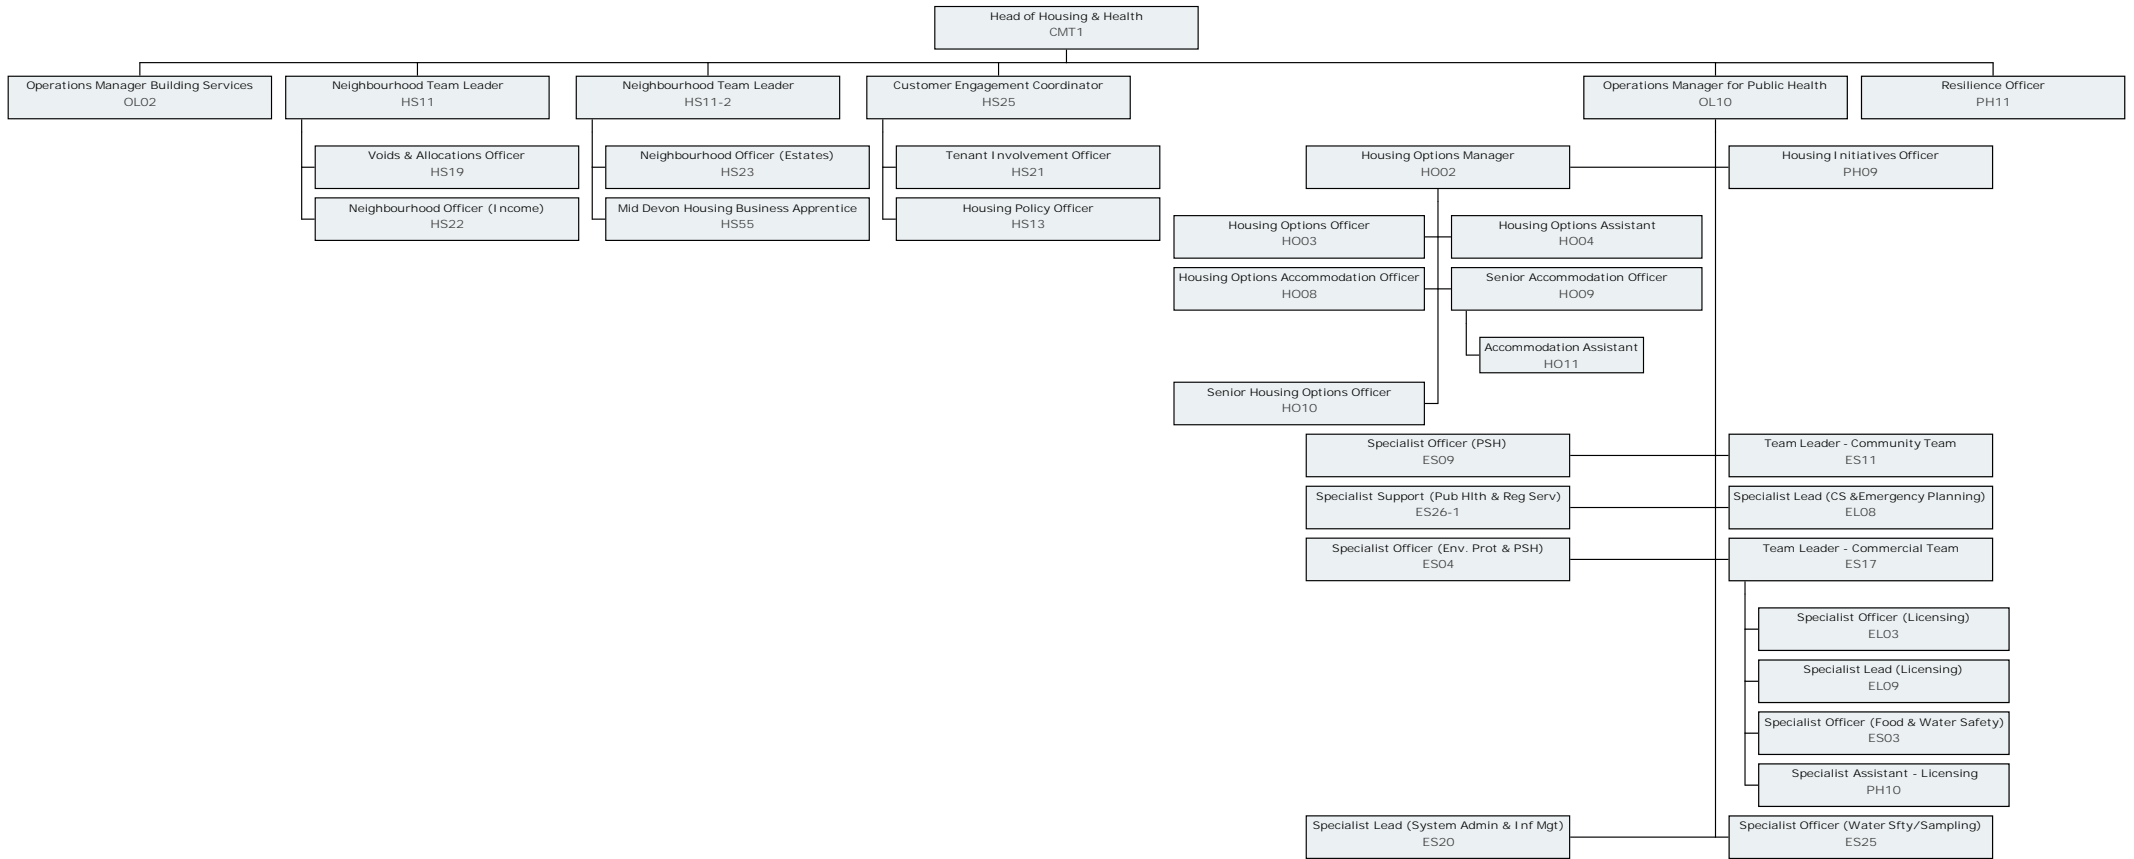 Head of Housing & Health
CMT1
Operations Manager Building Services
OL02
Neighbourhood Team Leader
HS11
Neighbourhood Team Leader
HS11-2
Customer Engagement Coordinator
HS25
Operations Manager for Public Health
OL10
Resilience Officer
PH11
Voids & Allocations Officer
HS19
Neighbourhood Officer (Income)
HS22
Neighbourhood Officer (Estates)
HS23
Mid Devon Housing Business Apprentice
HS55
Tenant Involvement Officer
HS21
Housing Policy Officer
HS13
Housing Options Manager
HO02
Housing Initiatives Officer
PH09
Housing Options Officer
HO03
Housing Options Assistant
HO04
Housing Options Accommodation Officer
HO08
Senior Accommodation Officer
HO09
Accommodation Assistant
HO11
Senior Housing Options Officer
HO10
Specialist Officer (PSH)
ES09
Team Leader - Community Team
ES11
Specialist Support (Pub Hlth & Reg Serv)
ES26-1
Specialist Lead (CS &Emergency Planning)
EL08
Specialist Officer (Env. Prot & PSH)
ES04
Team Leader - Commercial Team
ES17
Specialist Officer (Licensing)
EL03
Specialist Lead (Licensing)
EL09
Specialist Officer (Food & Water Safety)
ES03
Specialist Assistant - Licensing
PH10
Specialist Lead (System Admin & Inf Mgt)
ES20
Specialist Officer (Water Sfty/Sampling)
ES25